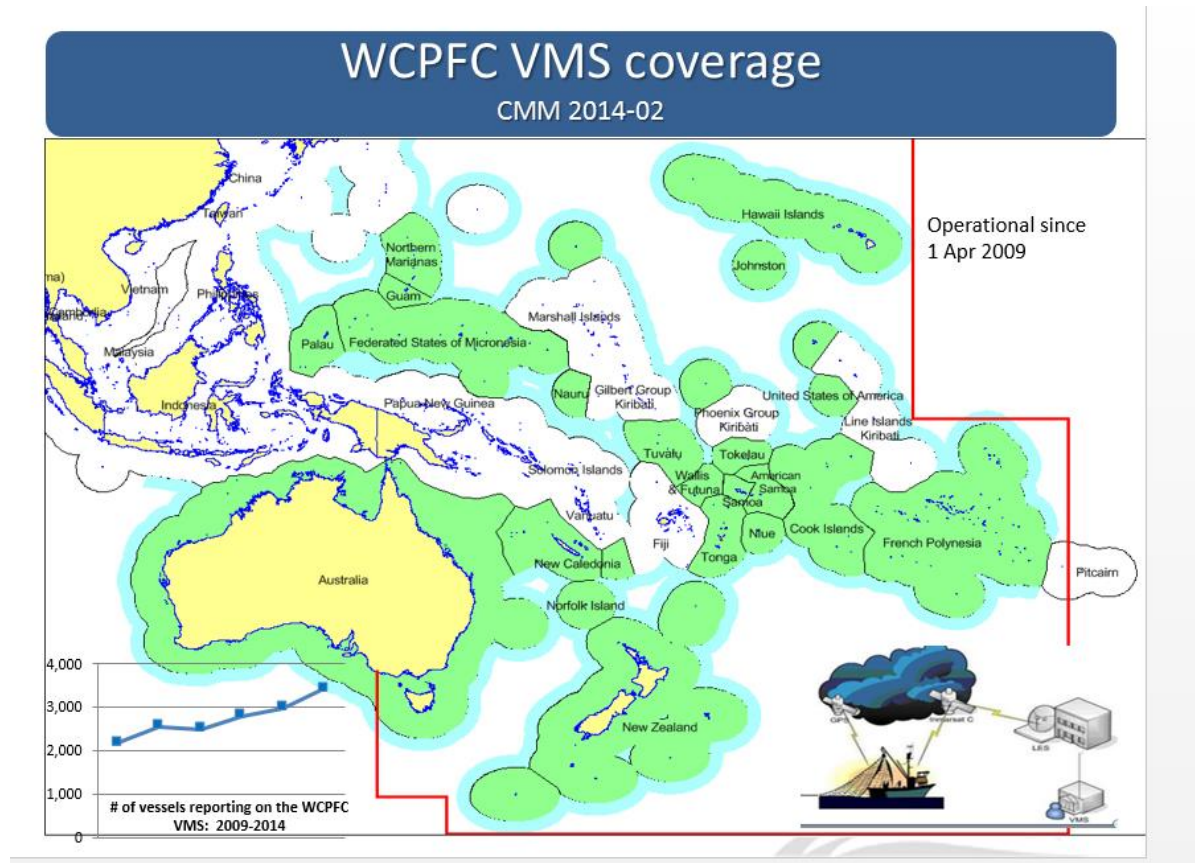 WCPFC VMS coverage
CMM 2014-02
Operational since
1 Apr 2009
China
Taiwan
Hawaii Islands
Northern
Marianas
Johnston
ma)
Vietnam
Philippines
Guam
Cambodia
Marshall Islands
Palau
Federated States of Micronesia
Malaysia
Indonesia
Papua New Guinea
Nauru
Gilbert Group
Kiribati
United States of America
Phoenix Group
Kiribati
Line Islands
Kiribati
Tuvalu
Tokelau
Solomon Islands
Wallis
& Futuna
American
Samoa
Samoa
Vanuatu
Fiji
Niue
Cook Islands
French Polynesia
Tonga
New Caledonia
Australia
Pitcairn
Norfolk Island
New Zealand
4,000
3,000
2,000
1,000
0
# of vessels reporting on the WCPFC
VMS: 2009-2014
GPS
Inmarsat C
LES
VMS